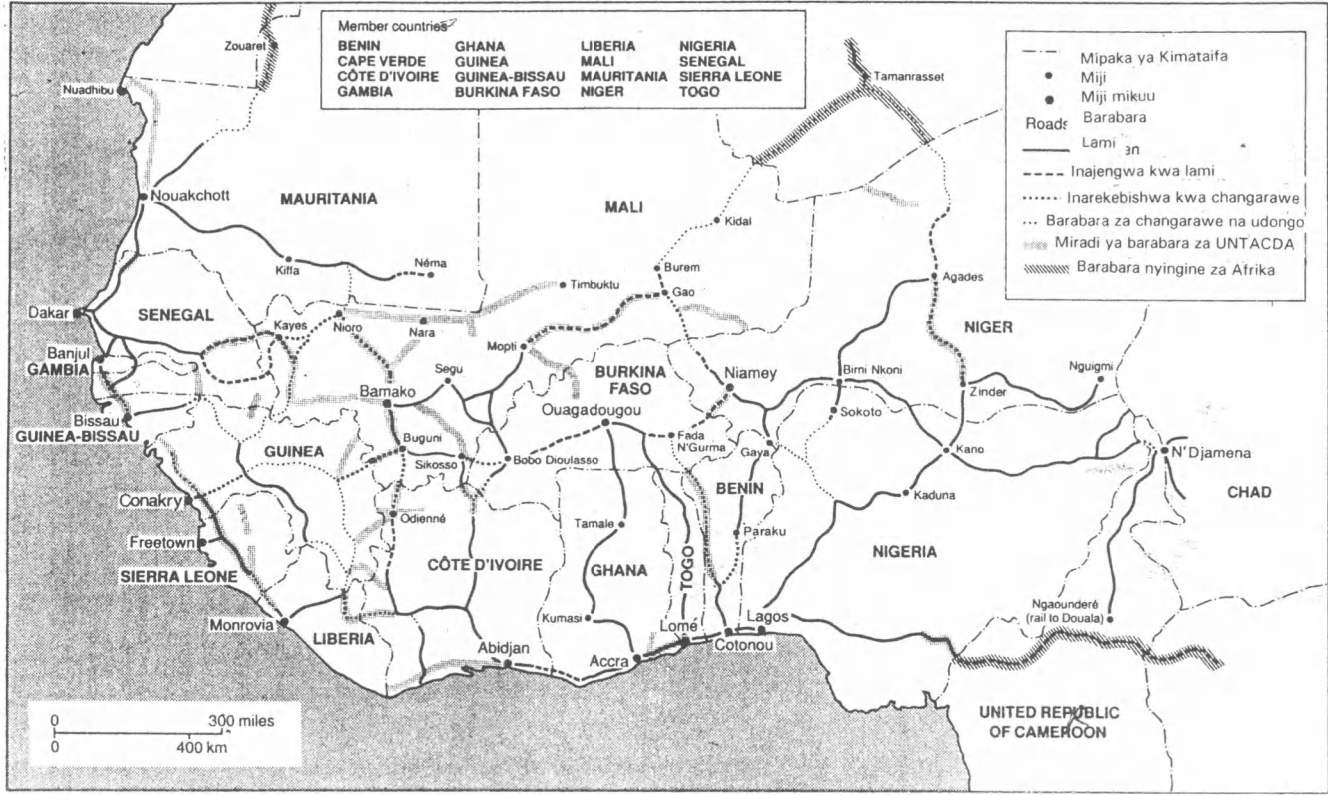 Member countries
BENIN GHANA LIBERIA NIGERIA
CAPE VERDE GUINEA MALI SENEGAL
CÔTE D'IVOIRE GUINEA-BISSAU MAURITANIA SIERRA LEONE
GAMBIA BURKINA FASO NIGER TOGO
Mipaka ya Kimataifa
Miji
Miji mikuu
Roads Barabara
Lami
Inajengwa kwa lami
Inarekebishwa kwa changarawe
Barabara za changarawe na udongo
Miradi ya barabara za UNTACDA
Barabara nyingine za Afrika
Zouaret
Nuadhibu
Tamanrasset
Nouakchott
MAURITANIA
MALI
Kidal
Kiffa
Néma
Burem
Timbuktu
Gao
Agades
Dakar
SENEGAL
Kayes
Nioro
Nara
NIGER
Mopti
Banjul
GAMBIA
Segu
BURKINA
FASO
Niamey
Birni Nkoni
Nguigmi
Bamako
Zinder
Ouagadougou
Sokoto
Bissau
GUINEA-BISSAU
Buguni
Fada
N'Gurma
Gaya
GUINEA
Sikosso
Bobo Dioulasso
Kano
N'Djamena
BENIN
Conakry
Kaduna
CHAD
Odienné
Tamale
Paraku
Freetown
NIGERIA
CÔTE D'IVOIRE
GHANA
TOGO
SIERRA LEONE
Ngaounderé
(rail to Douala)
Monrovia
Kumasi
Lomé
Lagos
LIBERIA
Cotonou
Abidjan
Accra
0 300 miles
0 400 km
UNITED REPUBLIC
OF CAMEROON